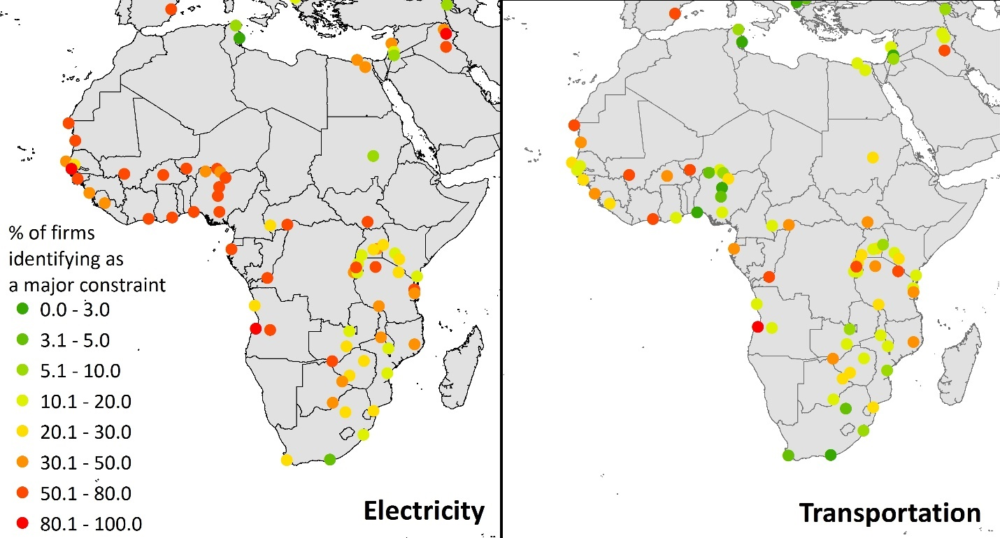 % of firms
identifying as
a major constraint
0.0 - 3.0
3.1 - 5.0
5.1 - 10.0
10.1 - 20.0
20.1 - 30.0
30.1 - 50.0
50.1 - 80.0
80.1 - 100.0
Electricity
Transportation